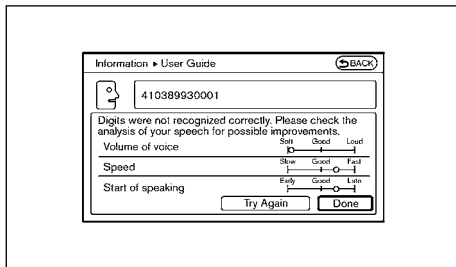 Information ▸ User Guide
BACK
410389930001
Digits were not recognized correctly. Please check the
analysis of your speech for possible improvements.
Volume of voice Soft Good Loud
Speed Slow Good Fast
Start of speaking Early Good Late
Try Again Done